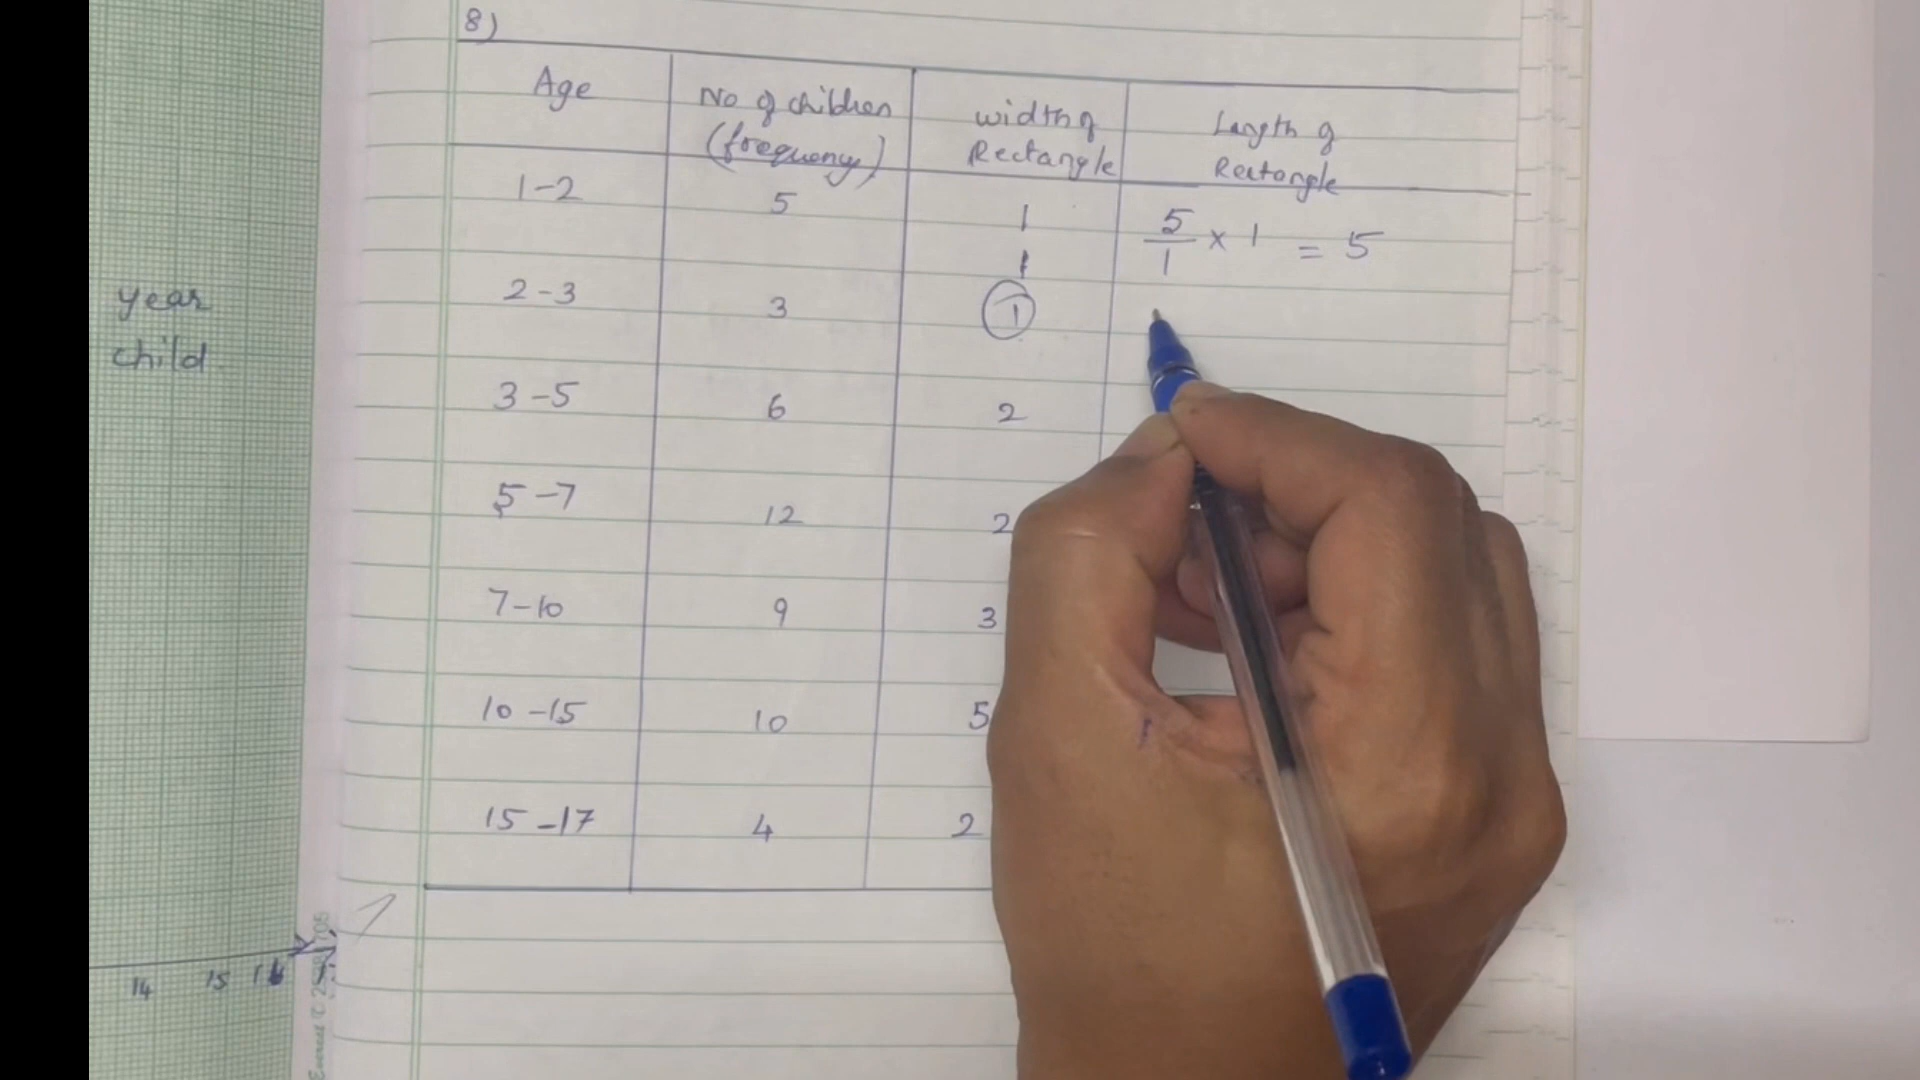 8)
Age No of children (frequency) width of Rectangle Length of Rectangle
1-2 5 1 5/1 × 1 = 5
1
2-3 3 1
3-5 6 2
5-7 12 2
7-10 9 3
10-15 10 5
15-17 4 2
year
child
14 15 16